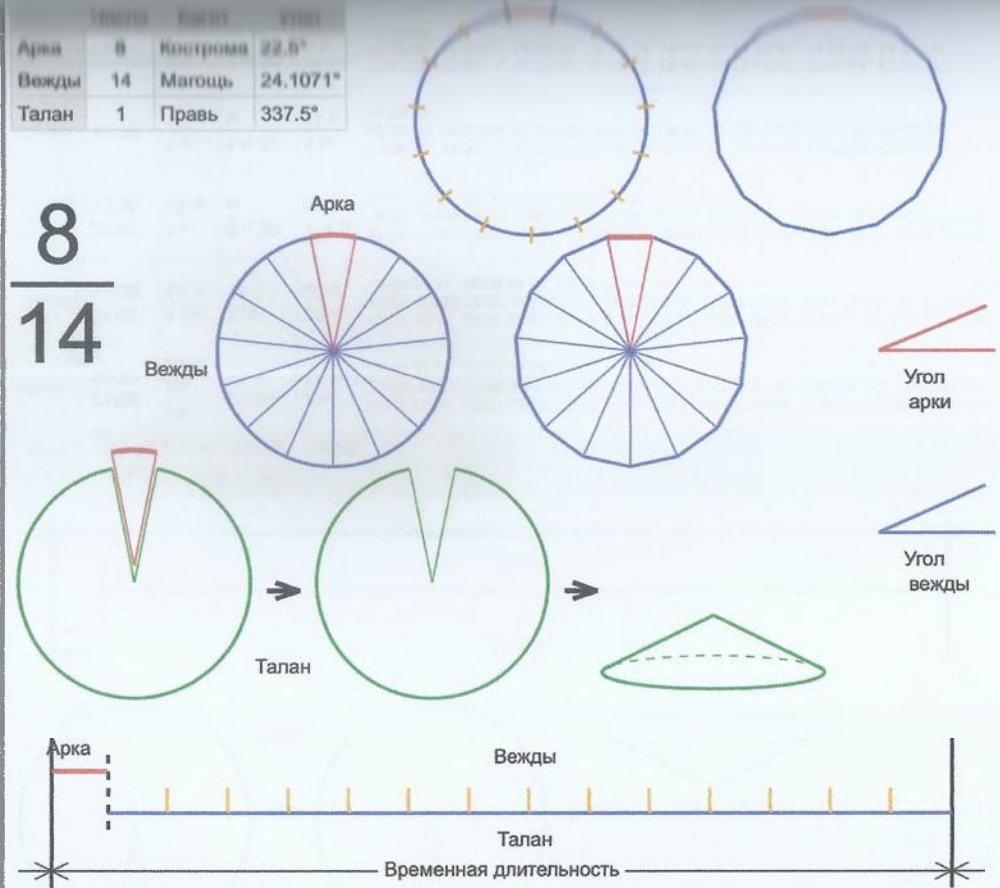 Арка 8 Кострома 22.5°
Вежды 14 Магощь 24.1071°
Талан 1 Правь 337.5°
8
14
Арка
Вежды
Угол
арки
Угол
вежды
Талан
Арка
Вежды
Талан
Временная длительность